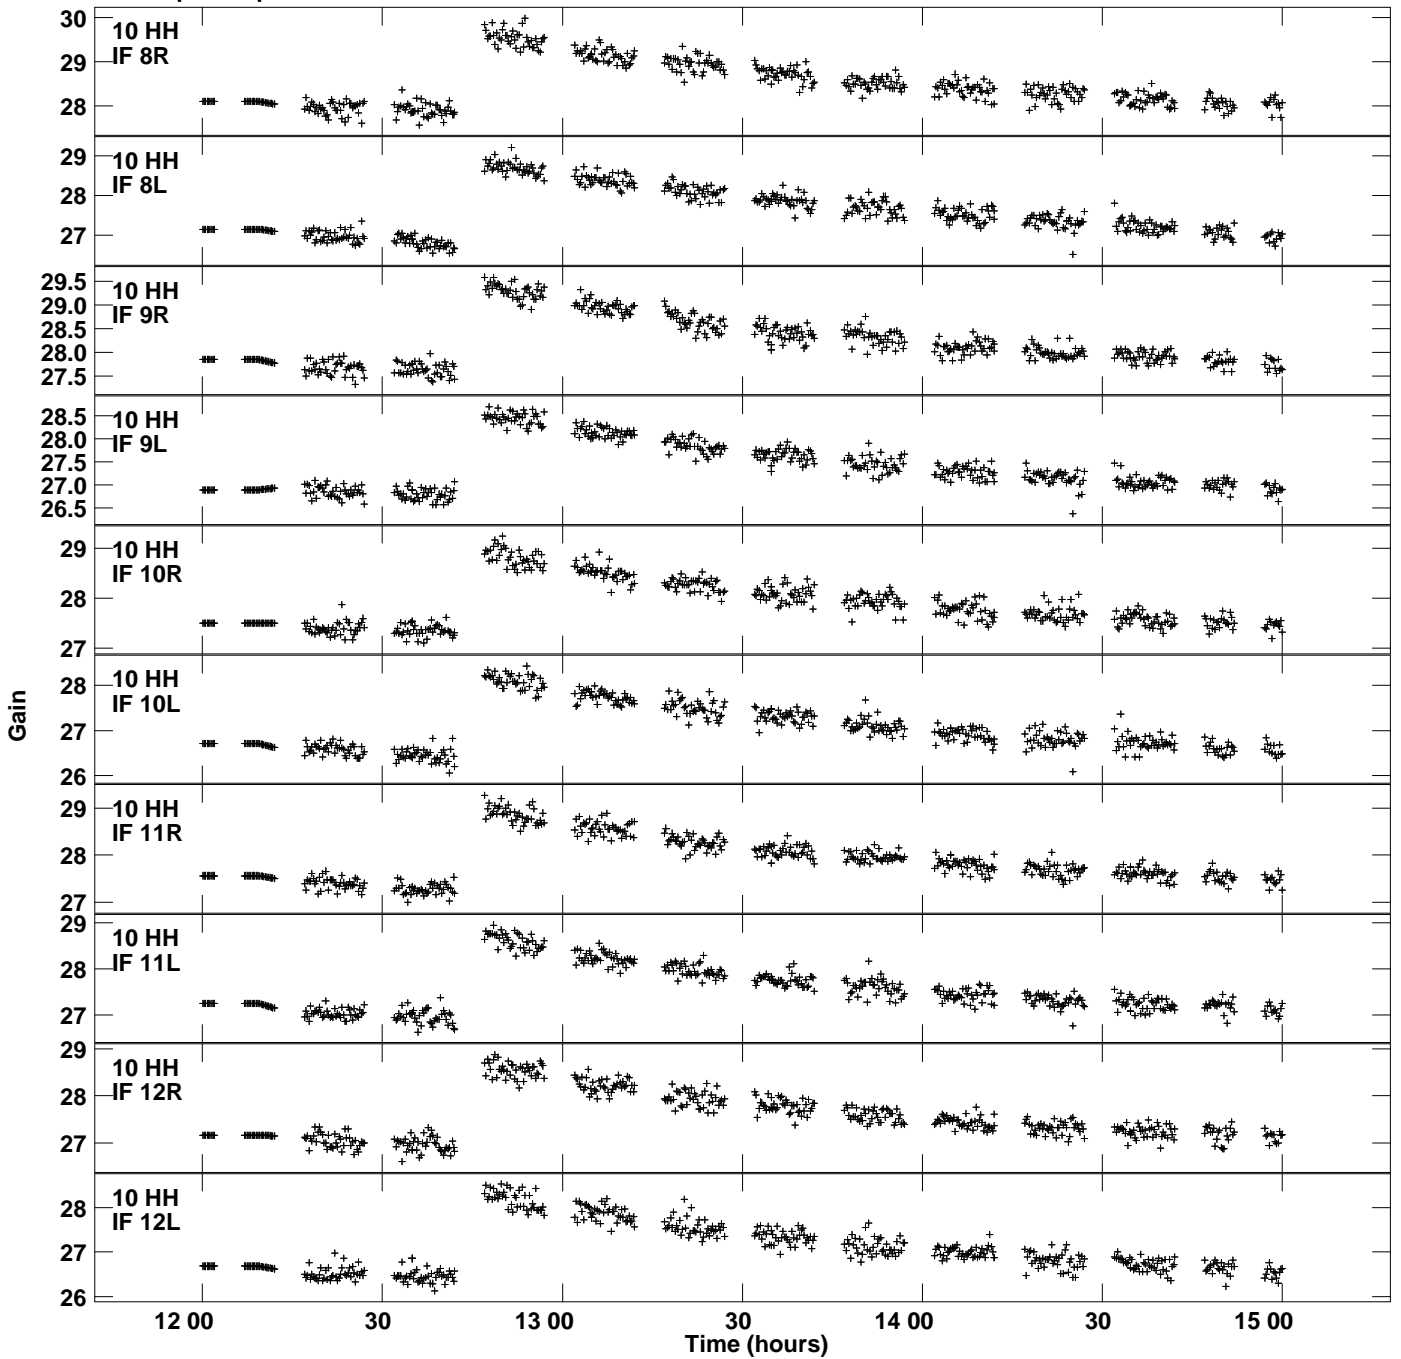 30
10 HH
IF 8R
29
28
29
10 HH
IF 8L
28
27
29.5
10 HH
29.0
IF 9R
28.5
28.0
27.5
28.5
10 HH
28.0
IF 9L
27.5
27.0
26.5
29
10 HH
IF 10R
28
27
28
10 HH
IF 10L
27
26
29
10 HH
IF 11R
28
27
29
10 HH
IF 11L
28
27
29
10 HH
IF 12R
28
27
28
10 HH
IF 12L
27
26
Gain
12 00
30
13 00
30
14 00
30
15 00
Time (hours)